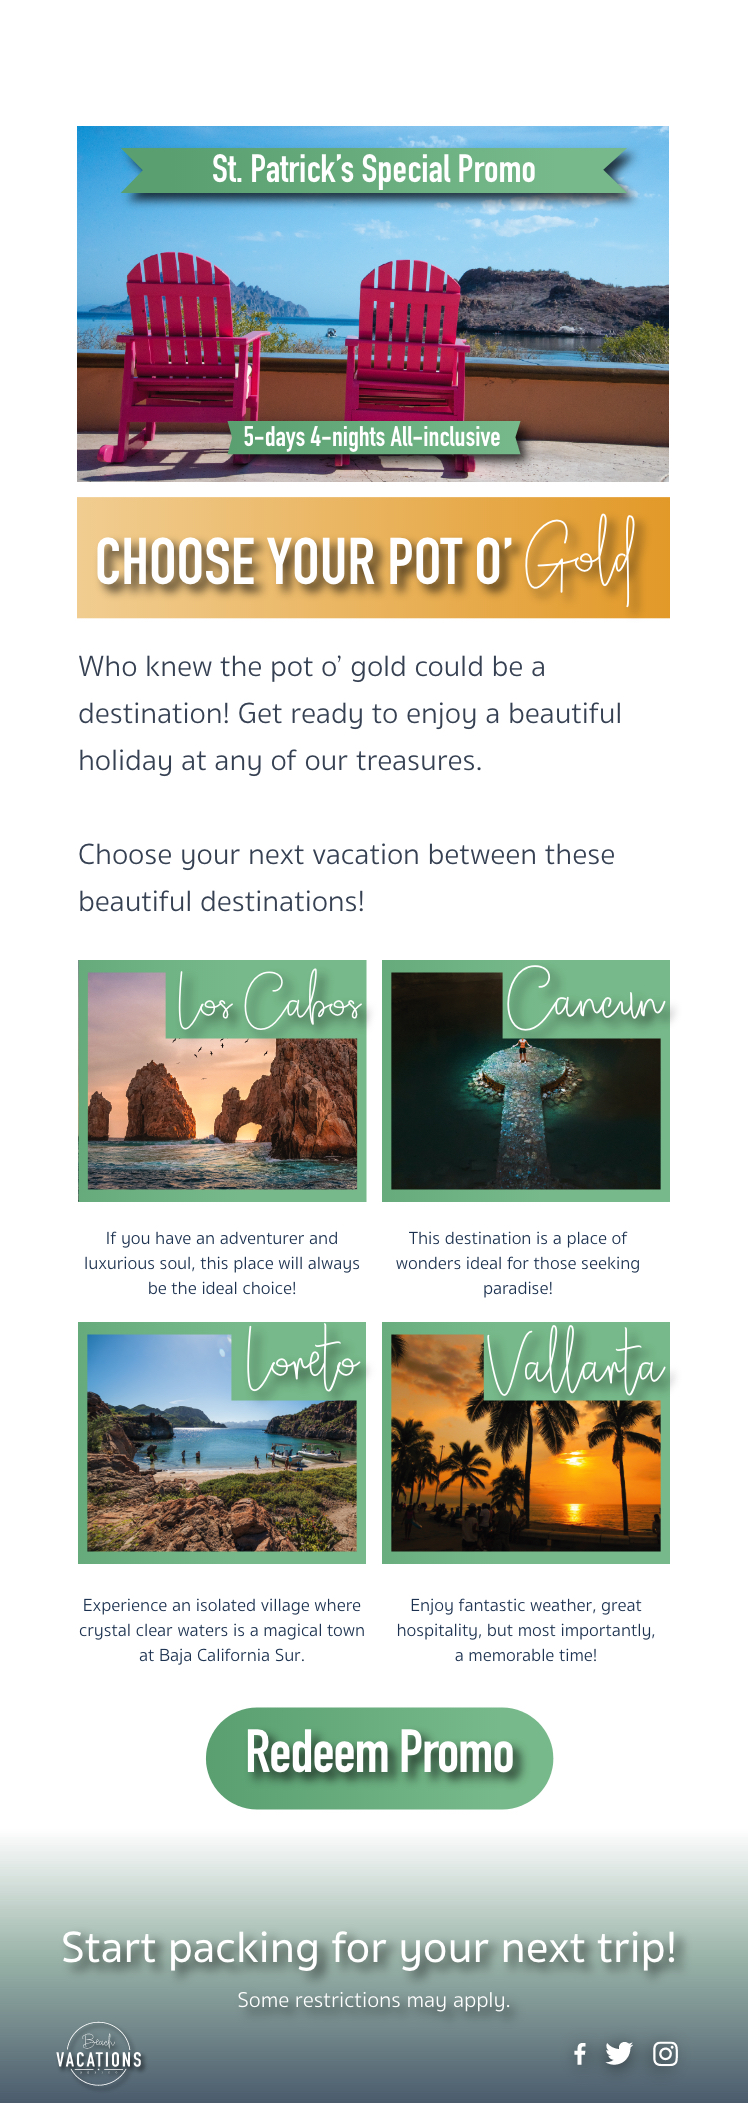 St. Patrick's Special Promo
5-days 4-nights All-inclusive
CHOOSE YOUR POT O' Gold
Who knew the pot o' gold could be a
destination! Get ready to enjoy a beautiful
holiday at any of our treasures.
Choose your next vacation between these
beautiful destinations!
Los Cabos
Cancún
If you have an adventurer and
luxurious soul, this place will always
be the ideal choice!
This destination is a place of
wonders ideal for those seeking
paradise!
Loreto
Vallarta
Experience an isolated village where
crystal clear waters is a magical town
at Baja California Sur.
Enjoy fantastic weather, great
hospitality, but most importantly,
a memorable time!
Redeem Promo
Start packing for your next trip!
Some restrictions may apply.
Beach
VACATIONS